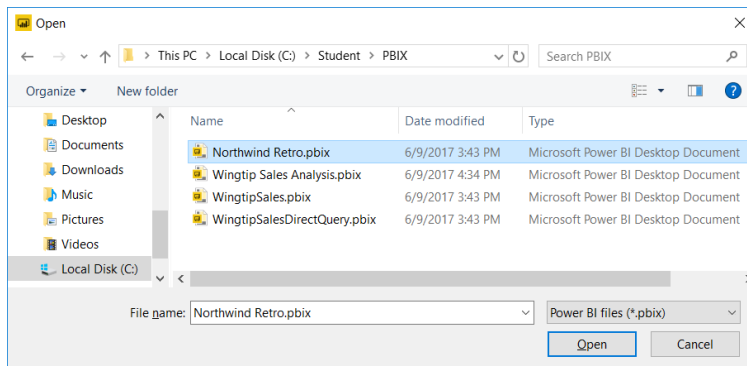 Open
This PC > Local Disk (C:) > Student > PBIX
Search PBIX
Organize
New folder
Name
Date modified
Type
Desktop
Documents
Downloads
Music
Pictures
Videos
Local Disk (C:)
Northwind Retro.pbix 6/9/2017 3:43 PM Microsoft Power BI Desktop Document
Wingtip Sales Analysis.pbix 6/9/2017 4:34 PM Microsoft Power BI Desktop Document
WingtipSales.pbix 6/9/2017 3:43 PM Microsoft Power BI Desktop Document
WingtipSalesDirectQuery.pbix 6/9/2017 3:43 PM Microsoft Power BI Desktop Document
File name: Northwind Retro.pbix
Power BI files (*.pbix)
Open
Cancel